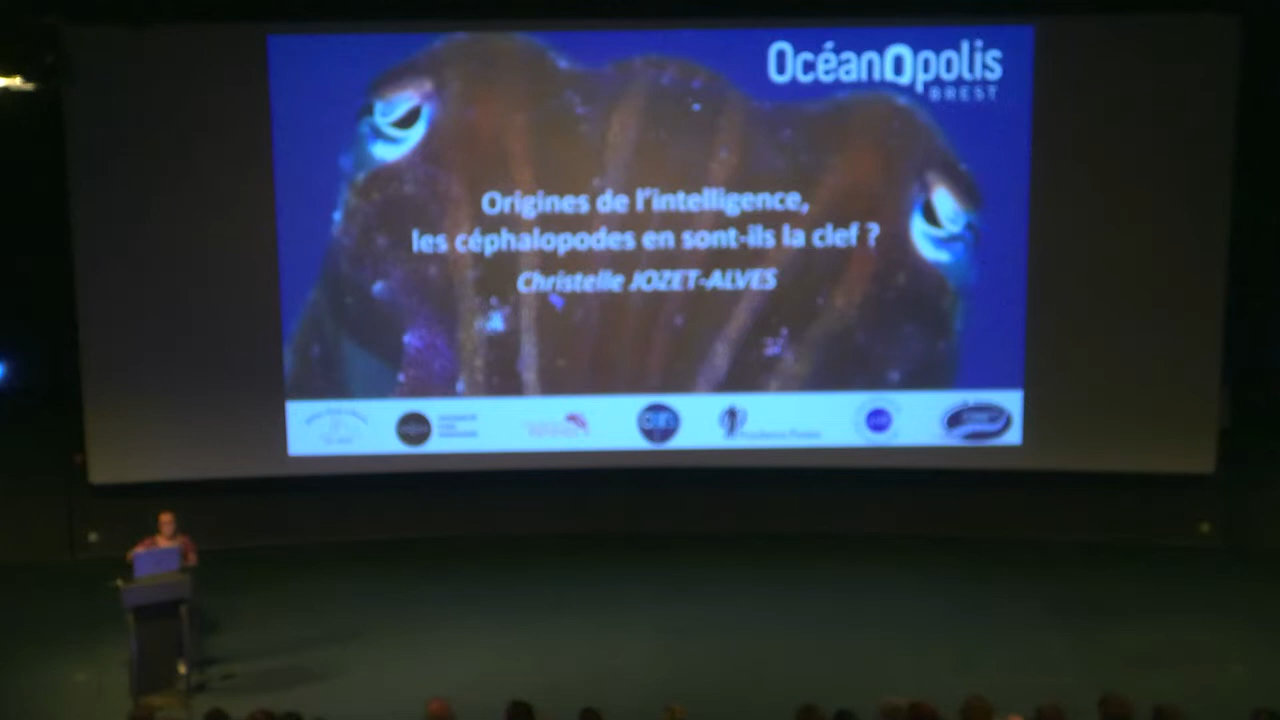 OcéanOpolis
BREST
Origines de l'intelligence,
les céphalopodes en sont-ils la clef ?
Christelle JOZET-ALVES